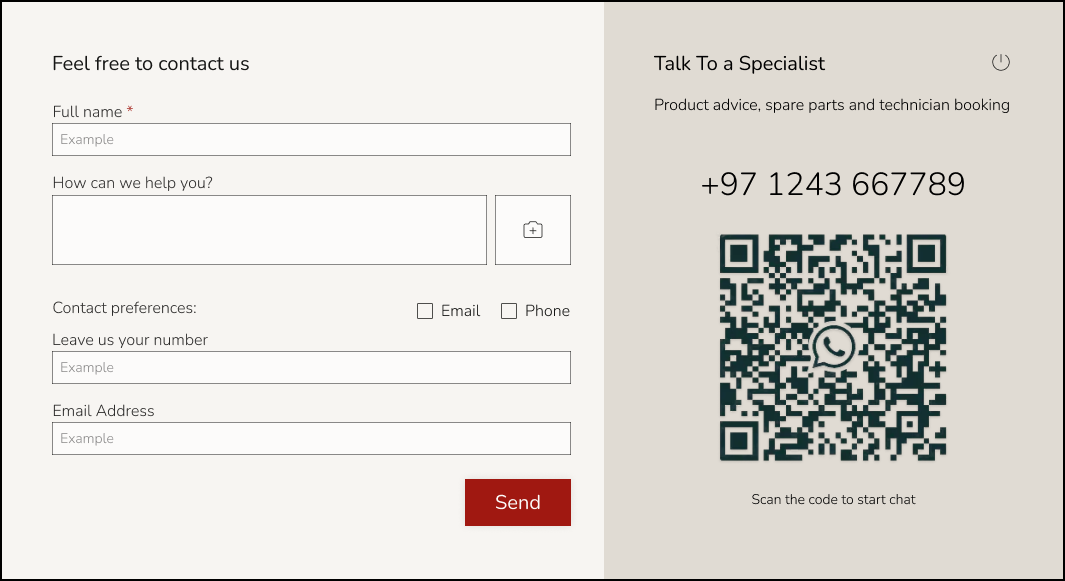 Feel free to contact us
Full name *
Example
How can we help you?
Contact preferences:
Email
Phone
Leave us your number
Example
Email Address
Example
Send
Talk To a Specialist
Product advice, spare parts and technician booking
+97 1243 667789
Scan the code to start chat